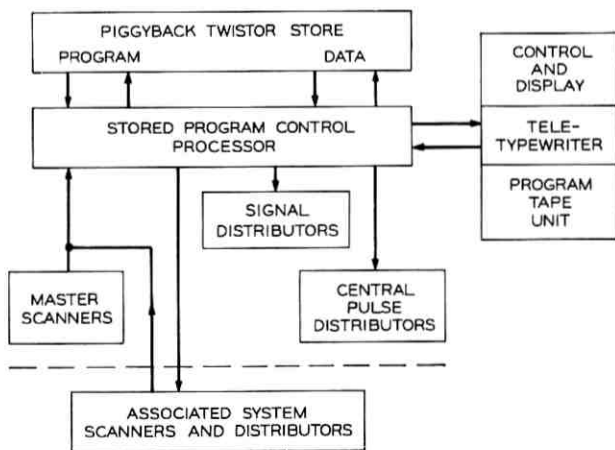 PIGGYBACK TWISTOR STORE
PROGRAM DATA
STORED PROGRAM CONTROL
PROCESSOR
CONTROL
AND
DISPLAY
TELE-
TYPEWRITER
PROGRAM
TAPE
UNIT
SIGNAL
DISTRIBUTORS
MASTER
SCANNERS
CENTRAL
PULSE
DISTRIBUTORS
ASSOCIATED SYSTEM
SCANNERS AND DISTRIBUTORS